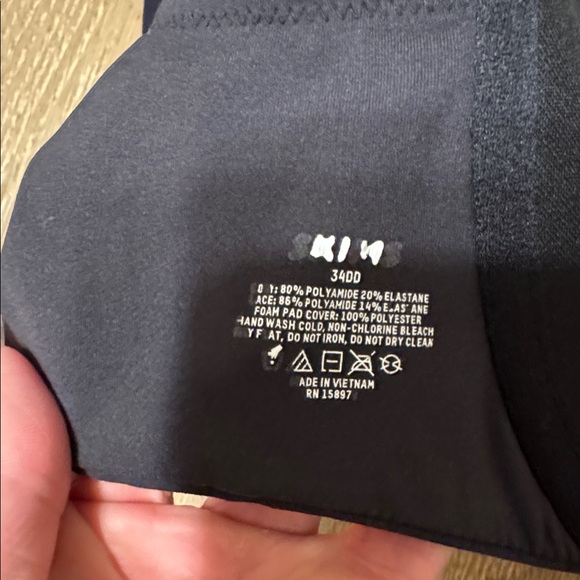 34DD
80% POLYAMIDE 20% ELASTANE
ACE: 86% POLYAMIDE 14% E
FOAM PAD COVER: 100% POLYESTER
HAND WASH COLD, NON-CHLORINE BLEACH
AT, DO NOT IRON, DO NOT DRY CLEAN
ADE IN VIETNAM
RN 15897